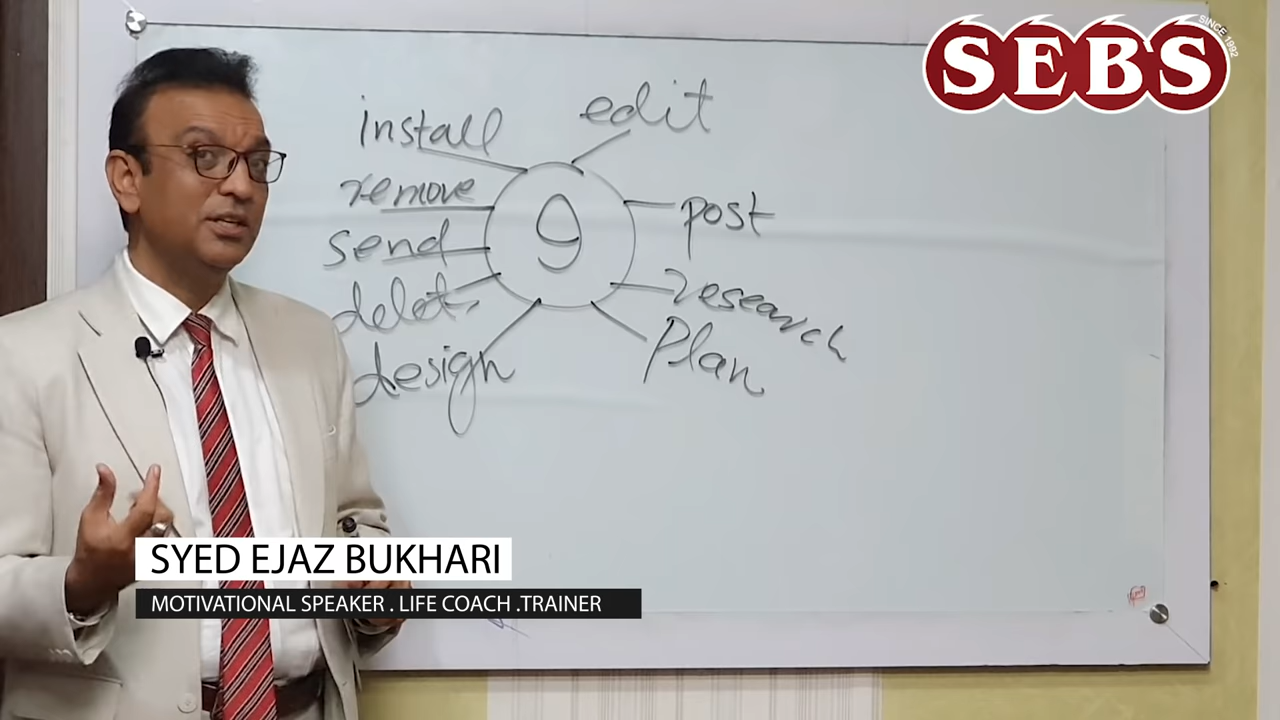 SEBS
SINCE 1992
install
edit
remove
post
send
9
delete
research
design
Plan
SYED EJAZ BUKHARI
MOTIVATIONAL SPEAKER . LIFE COACH .TRAINER